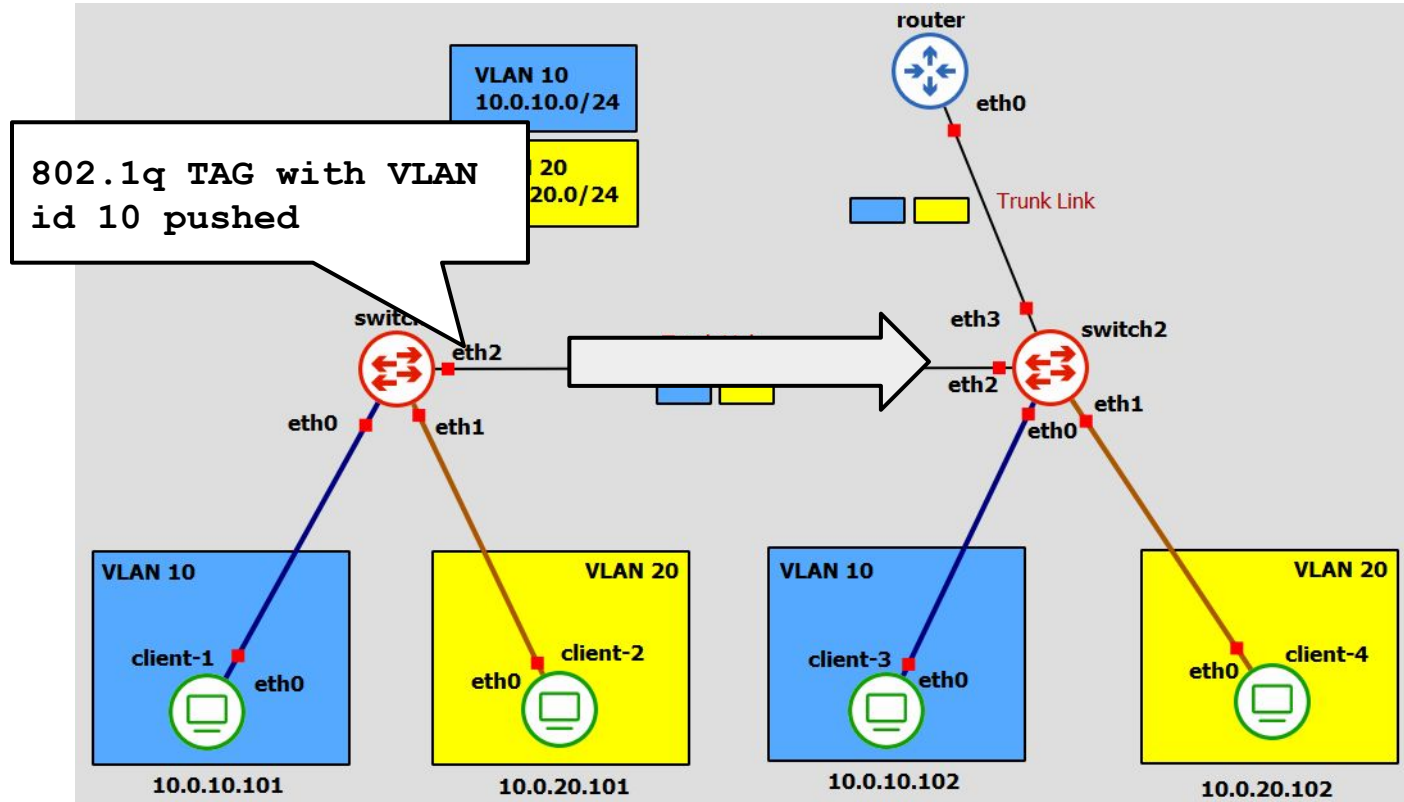 router
VLAN 10
10.0.10.0/24
eth0
802.1q TAG with VLAN
id 10 pushed
20
20.0/24
Trunk Link
eth3
switch2
eth2
eth2
eth0
eth1
eth1
eth0
VLAN 10
VLAN 20
VLAN 10
VLAN 20
client-1
eth0
client-2
eth0
client-3
eth0
client-4
eth0
10.0.10.101
10.0.20.101
10.0.10.102
10.0.20.102